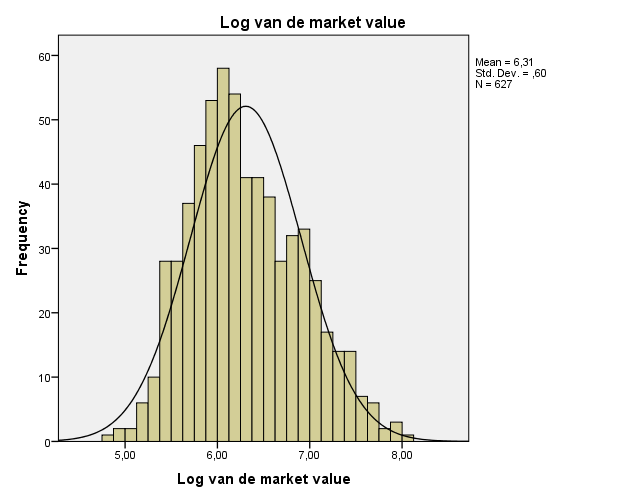 Log van de market value
Mean = 6,31
Std. Dev. = ,60
N = 627
60
50
40
30
20
10
0
Frequency
5,00 6,00 7,00 8,00
Log van de market value